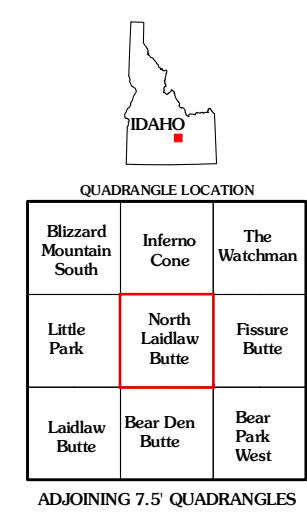 IDAHO
QUADRANGLE LOCATION
Blizzard
Mountain
South
Inferno
Cone
The
Watchman
Little
Park
North
Laidlaw
Butte
Fissure
Butte
Laidlaw
Butte
Bear Den
Butte
Bear
Park
West
ADJOINING 7.5' QUADRANGLES